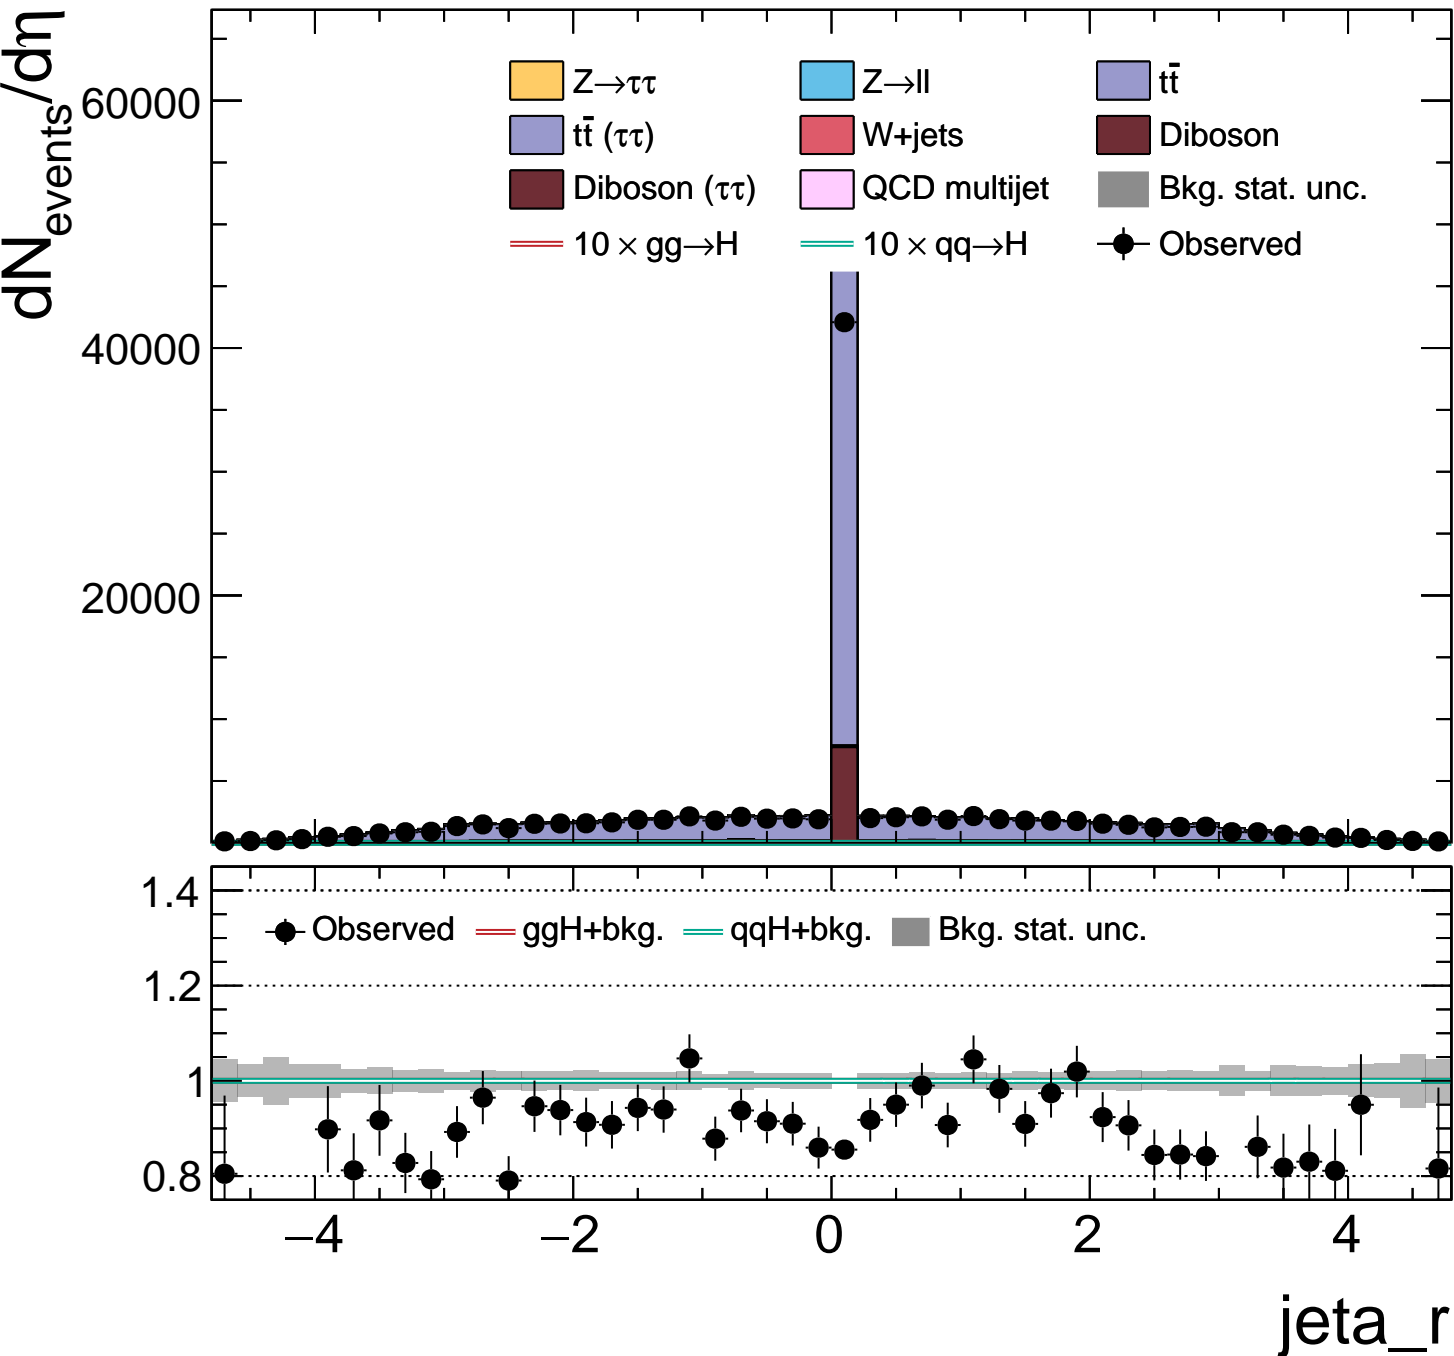 dN_events/dη
60000
40000
20000
Z→ττ Z→ll tt̄
tt̄ (ττ) W+jets Diboson
Diboson (ττ) QCD multijet Bkg. stat. unc.
10 × gg→H 10 × qq→H Observed
1.4
Observed ggH+bkg. qqH+bkg. Bkg. stat. unc.
1.2
1
0.8
−4 −2 0 2 4
jeta_r